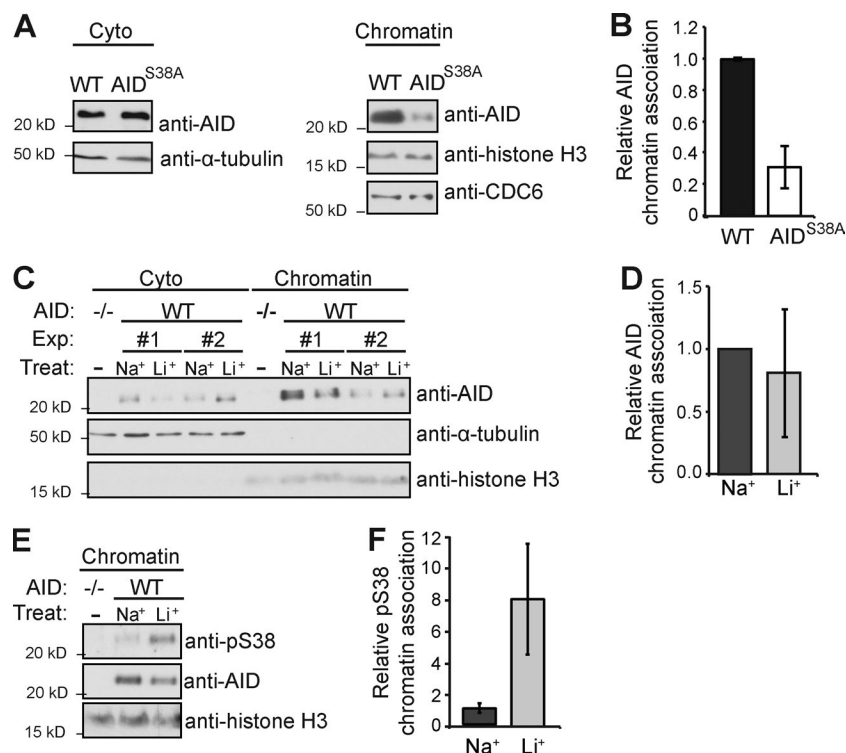 A
Cyto
WT AID^S38A
20 kD
anti-AID
50 kD
anti-α-tubulin
Chromatin
WT AID^S38A
20 kD
anti-AID
15 kD
anti-histone H3
50 kD
anti-CDC6
B
Relative AID
chromatin asscoiation
1.2
1.0
0.8
0.6
0.4
0.2
0
WT AID^S38A
C
Cyto Chromatin
AID: -/- WT -/- WT
Exp: #1 #2 #1 #2
Treat: – Na⁺ Li⁺ Na⁺ Li⁺ – Na⁺ Li⁺ Na⁺ Li⁺
20 kD
anti-AID
50 kD
anti-α-tubulin
15 kD
anti-histone H3
D
Relative AID
chromatin asscoiation
1.5
1.0
0.5
0.0
Na⁺ Li⁺
E
Chromatin
AID: -/- WT
Treat: – Na⁺ Li⁺
20 kD
anti-pS38
20 kD
anti-AID
15 kD
anti-histone H3
F
Relative pS38
chromatin association
12
10
8
6
4
2
0
Na⁺ Li⁺